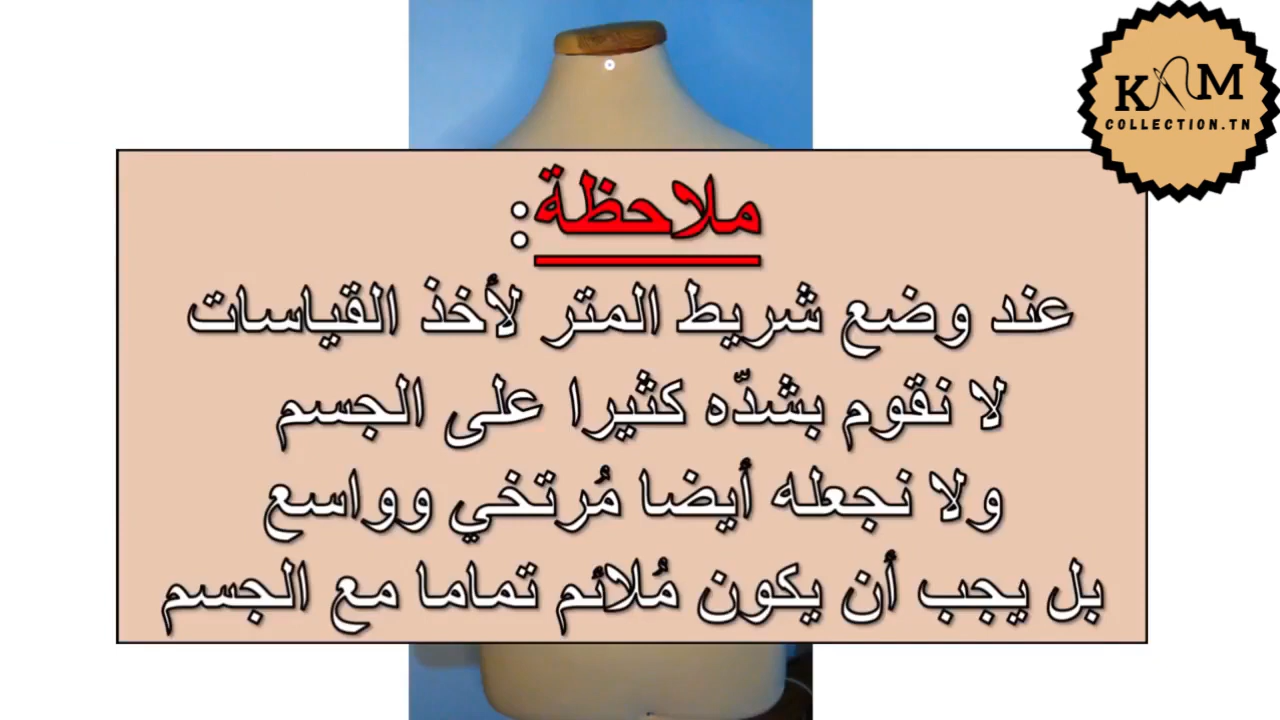 K M
COLLECTION.TN
ملاحظة:
عند وضع شريط المتر لأخذ القياسات
لا نقوم بشدّه كثيرا على الجسم
ولا نجعله أيضا مُرتخي وواسع
بل يجب أن يكون مُلائم تماما مع الجسم